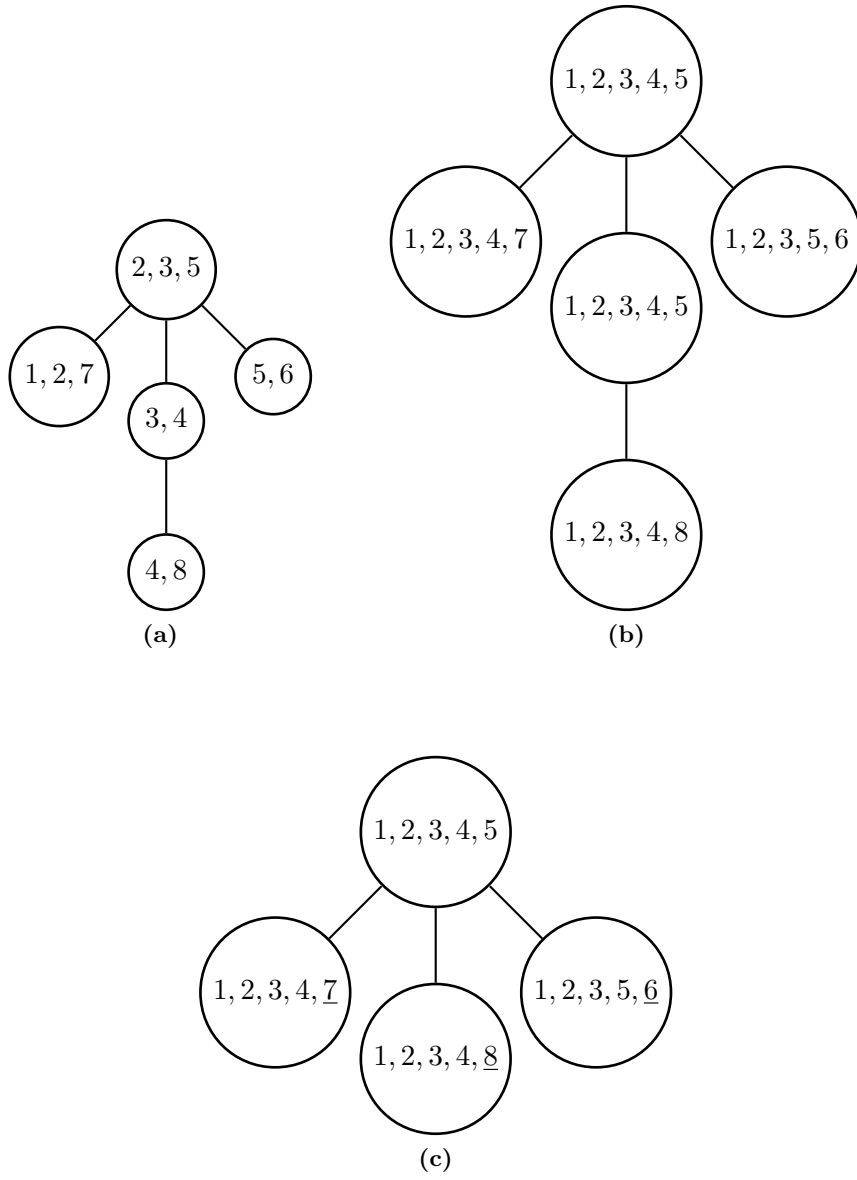 2, 3, 5
1, 2, 7
3, 4
5, 6
4, 8
(a)
1, 2, 3, 4, 5
1, 2, 3, 4, 7
1, 2, 3, 4, 5
1, 2, 3, 5, 6
1, 2, 3, 4, 8
(b)
1, 2, 3, 4, 5
1, 2, 3, 4, 7
1, 2, 3, 4, 8
1, 2, 3, 5, 6
(c)